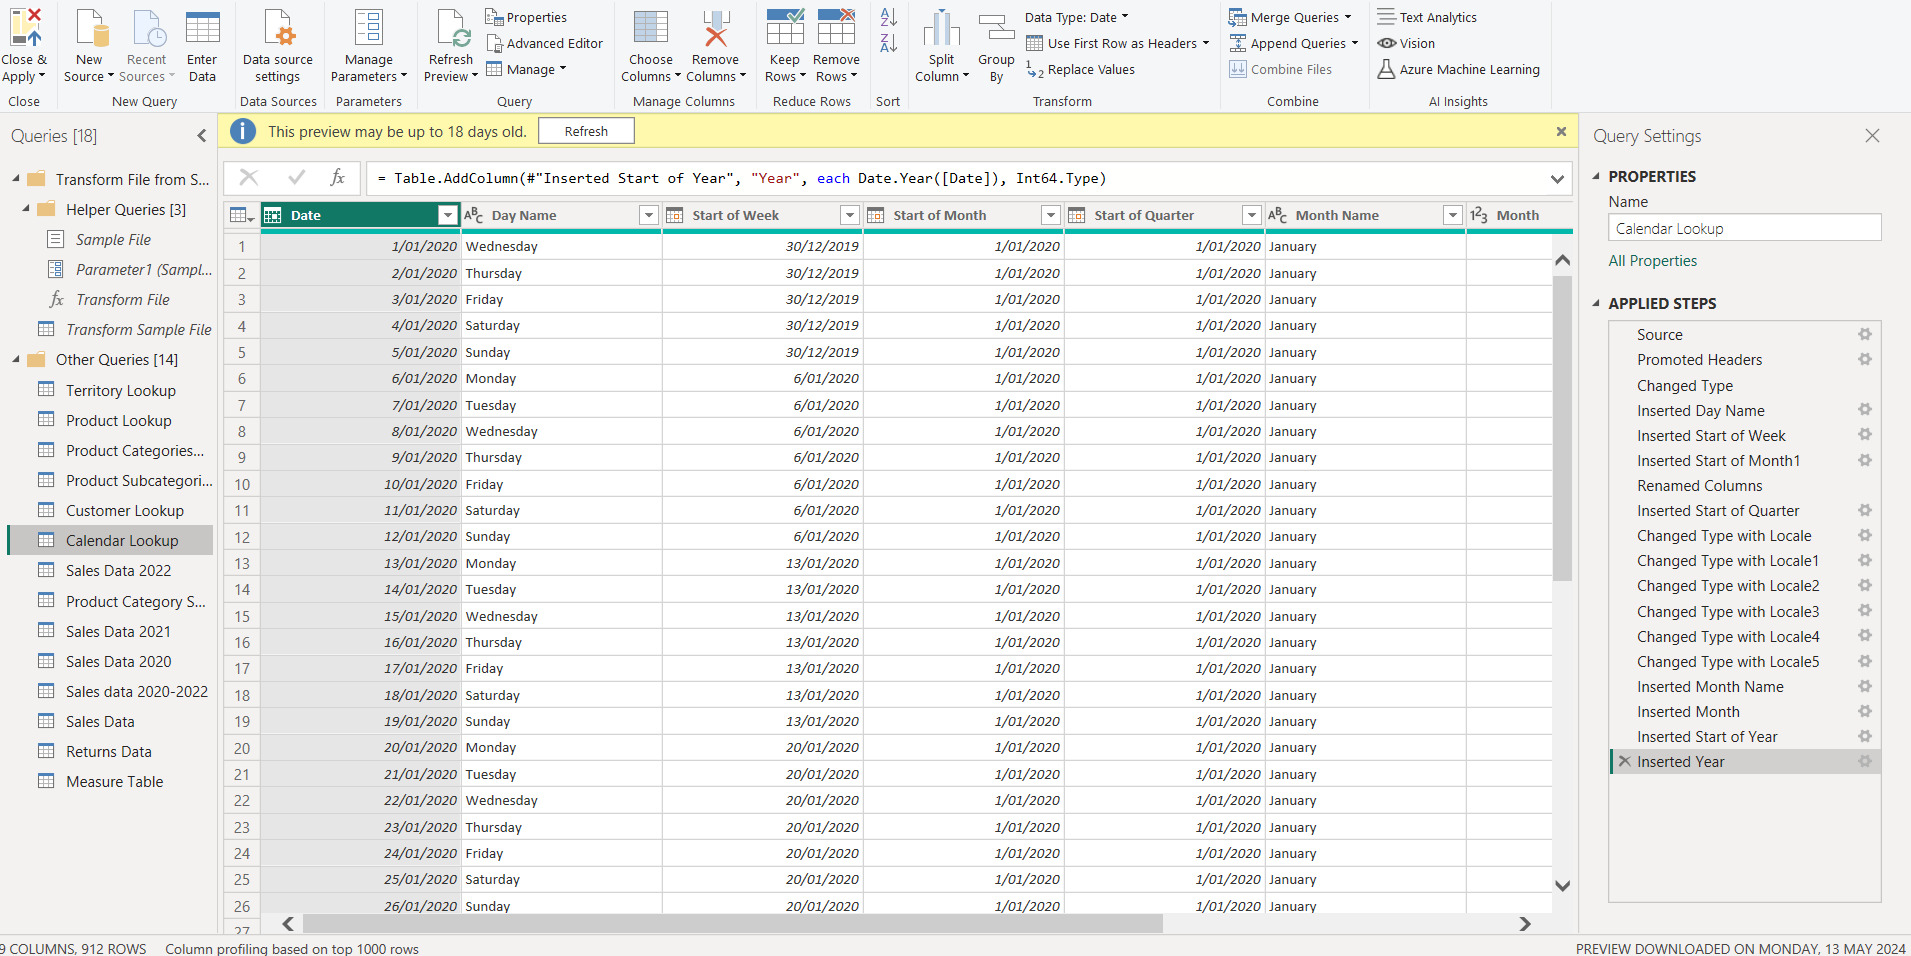 Close &
Apply
Close
New
Source
Recent
Sources
Enter
Data
New Query
Data source
settings
Data Sources
Manage
Parameters
Parameters
Refresh
Preview
Properties
Advanced Editor
Manage
Query
Choose
Columns
Remove
Columns
Manage Columns
Keep
Rows
Remove
Rows
Reduce Rows
A
Z
Z
A
Sort
Split
Column
Group
By
Data Type: Date
Use First Row as Headers
1
2 Replace Values
Transform
Merge Queries
Append Queries
Combine Files
Combine
Text Analytics
Vision
Azure Machine Learning
AI Insights
Queries [18]
Transform File from S...
Helper Queries [3]
Sample File
Parameter1 (Sampl...
fx Transform File
Transform Sample File
Other Queries [14]
Territory Lookup
Product Lookup
Product Categories...
Product Subcategori...
Customer Lookup
Calendar Lookup
Sales Data 2022
Product Category S...
Sales Data 2021
Sales Data 2020
Sales data 2020-2022
Sales Data
Returns Data
Measure Table
i This preview may be up to 18 days old. Refresh
fx = Table.AddColumn(#"Inserted Start of Year", "Year", each Date.Year([Date]), Int64.Type)
Date ABC Day Name Start of Week Start of Month Start of Quarter ABC Month Name 123 Month
1 1/01/2020 Wednesday 30/12/2019 1/01/2020 1/01/2020 January
2 2/01/2020 Thursday 30/12/2019 1/01/2020 1/01/2020 January
3 3/01/2020 Friday 30/12/2019 1/01/2020 1/01/2020 January
4 4/01/2020 Saturday 30/12/2019 1/01/2020 1/01/2020 January
5 5/01/2020 Sunday 30/12/2019 1/01/2020 1/01/2020 January
6 6/01/2020 Monday 6/01/2020 1/01/2020 1/01/2020 January
7 7/01/2020 Tuesday 6/01/2020 1/01/2020 1/01/2020 January
8 8/01/2020 Wednesday 6/01/2020 1/01/2020 1/01/2020 January
9 9/01/2020 Thursday 6/01/2020 1/01/2020 1/01/2020 January
10 10/01/2020 Friday 6/01/2020 1/01/2020 1/01/2020 January
11 11/01/2020 Saturday 6/01/2020 1/01/2020 1/01/2020 January
12 12/01/2020 Sunday 6/01/2020 1/01/2020 1/01/2020 January
13 13/01/2020 Monday 13/01/2020 1/01/2020 1/01/2020 January
14 14/01/2020 Tuesday 13/01/2020 1/01/2020 1/01/2020 January
15 15/01/2020 Wednesday 13/01/2020 1/01/2020 1/01/2020 January
16 16/01/2020 Thursday 13/01/2020 1/01/2020 1/01/2020 January
17 17/01/2020 Friday 13/01/2020 1/01/2020 1/01/2020 January
18 18/01/2020 Saturday 13/01/2020 1/01/2020 1/01/2020 January
19 19/01/2020 Sunday 13/01/2020 1/01/2020 1/01/2020 January
20 20/01/2020 Monday 20/01/2020 1/01/2020 1/01/2020 January
21 21/01/2020 Tuesday 20/01/2020 1/01/2020 1/01/2020 January
22 22/01/2020 Wednesday 20/01/2020 1/01/2020 1/01/2020 January
23 23/01/2020 Thursday 20/01/2020 1/01/2020 1/01/2020 January
24 24/01/2020 Friday 20/01/2020 1/01/2020 1/01/2020 January
25 25/01/2020 Saturday 20/01/2020 1/01/2020 1/01/2020 January
26 26/01/2020 Sunday 20/01/2020 1/01/2020 1/01/2020 January
27
Query Settings
PROPERTIES
Name
Calendar Lookup
All Properties
APPLIED STEPS
Source
Promoted Headers
Changed Type
Inserted Day Name
Inserted Start of Week
Inserted Start of Month1
Renamed Columns
Inserted Start of Quarter
Changed Type with Locale
Changed Type with Locale1
Changed Type with Locale2
Changed Type with Locale3
Changed Type with Locale4
Changed Type with Locale5
Inserted Month Name
Inserted Month
Inserted Start of Year
Inserted Year
9 COLUMNS, 912 ROWS Column profiling based on top 1000 rows
PREVIEW DOWNLOADED ON MONDAY, 13 MAY 2024